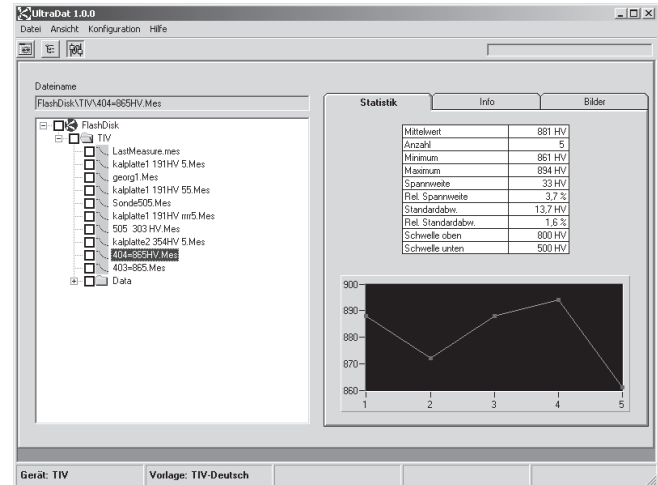 UltraDat 1.0.0
Datei Ansicht Konfiguration Hilfe
Dateiname
FlashDisk\TIV\404=865HV.Mes
FlashDisk
TIV
LastMeasure.mes
kalplatte1 191HV 5.Mes
georg1.Mes
kalplatte1 191HV 55.Mes
Sonde505.Mes
kalplatte1 191HV rrrr5.Mes
505 303 HV.Mes
kalplatte2 354HV 5.Mes
404=865HV.Mes
403=865.Mes
Data
Statistik Info Bilder
Mittelwert 881 HV
Anzahl 5
Minimum 861 HV
Maximum 894 HV
Spannweite 33 HV
Rel. Spannweite 3,7 %
Standardabw. 13,7 HV
Rel. Standardabw. 1,6 %
Schwelle oben 800 HV
Schwelle unten 500 HV
900
890
880
870
860
1 2 3 4 5
Gerät: TIV Vorlage: TIV-Deutsch